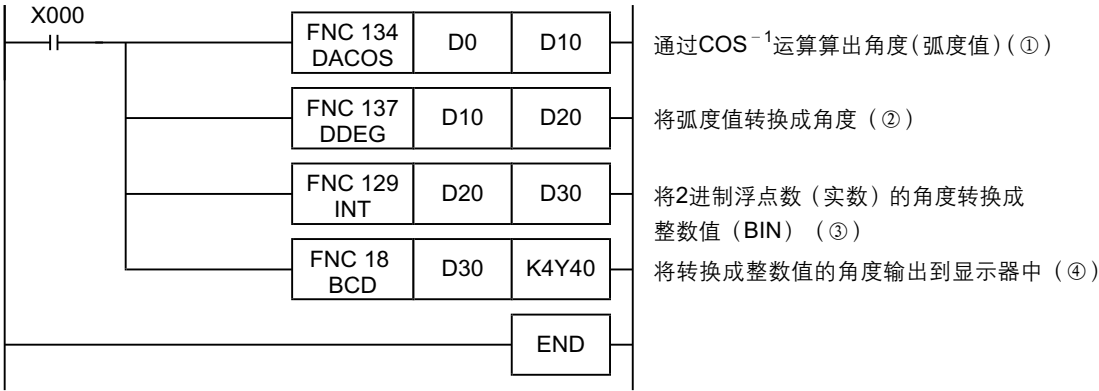 X000
FNC 134
DACOS
D0
D10
通过COS⁻¹运算算出角度(弧度值)(①)
FNC 137
DDEG
D10
D20
将弧度值转换成角度（②）
FNC 129
INT
D20
D30
将2进制浮点数（实数）的角度转换成
整数值（BIN）（③）
FNC 18
BCD
D30
K4Y40
将转换成整数值的角度输出到显示器中（④）
END